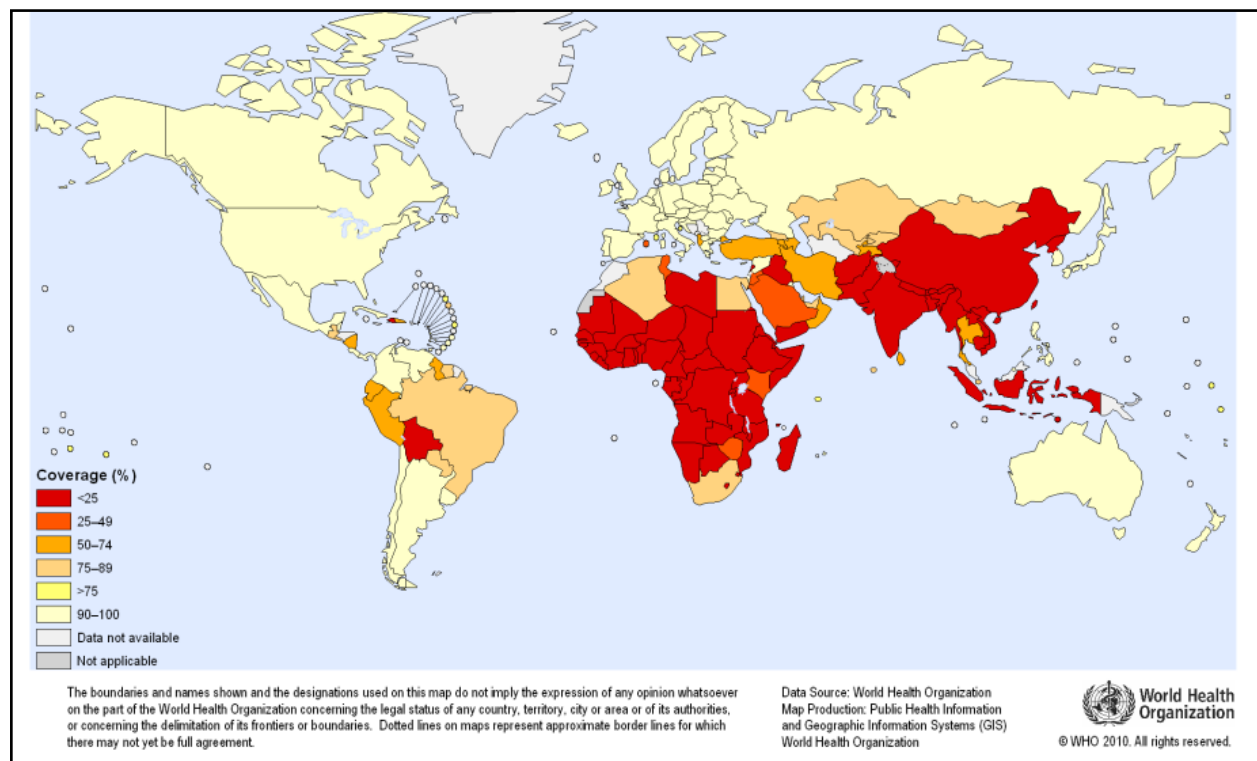 Coverage (%)
<25
25–49
50–74
75–89
>75
90–100
Data not available
Not applicable
The boundaries and names shown and the designations used on this map do not imply the expression of any opinion whatsoever
on the part of the World Health Organization concerning the legal status of any country, territory, city or area or of its authorities,
or concerning the delimitation of its frontiers or boundaries. Dotted lines on maps represent approximate border lines for which
there may not yet be full agreement.
Data Source: World Health Organization
Map Production: Public Health Information
and Geographic Information Systems (GIS)
World Health Organization
World Health
Organization
© WHO 2010. All rights reserved.